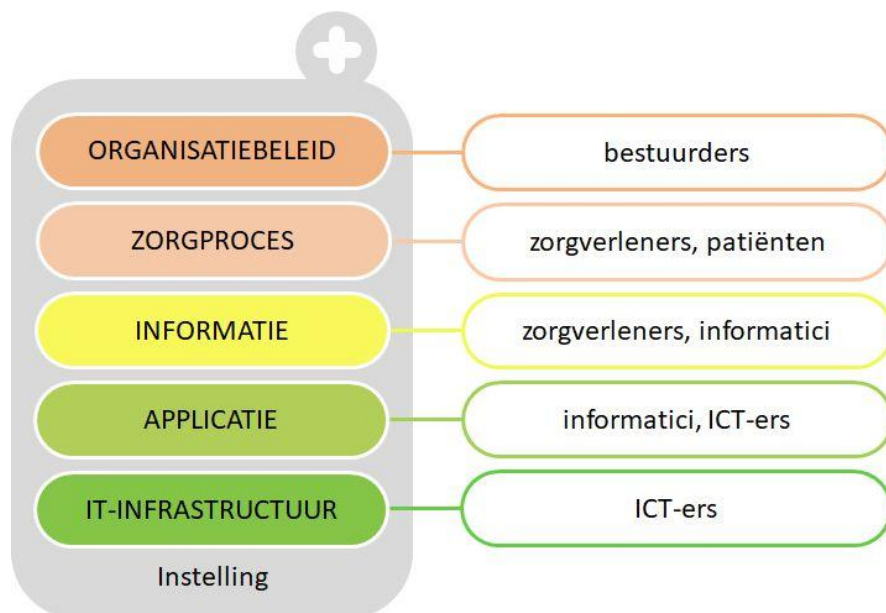 ORGANISATIEBELEID
bestuurders
ZORGPROCES
zorgverleners, patiënten
INFORMATIE
zorgverleners, informatici
APPLICATIE
informatici, ICT-ers
IT-INFRASTRUCTUUR
ICT-ers
Instelling